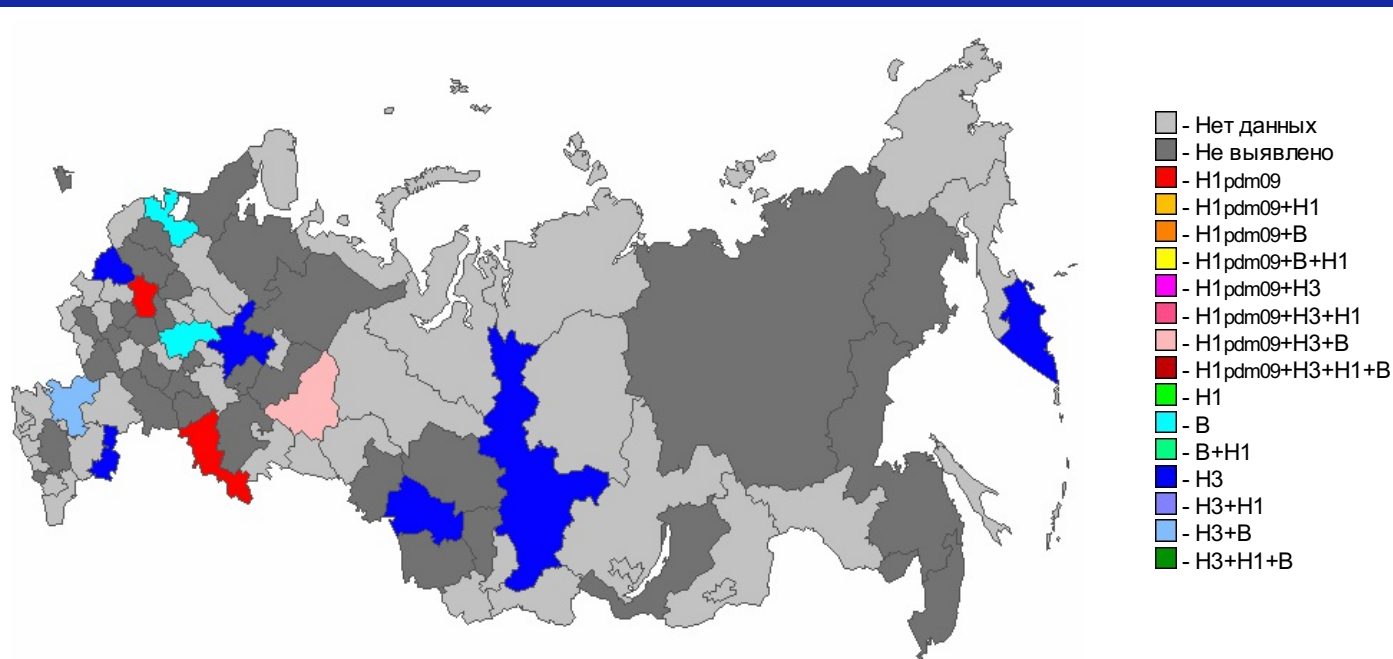 - Нет данных
- Не выявлено
- H1pdm09
- H1pdm09+H1
- H1pdm09+B
- H1pdm09+B+H1
- H1pdm09+H3
- H1pdm09+H3+H1
- H1pdm09+H3+B
- H1pdm09+H3+H1+B
- H1
- B
- B+H1
- H3
- H3+H1
- H3+B
- H3+H1+B